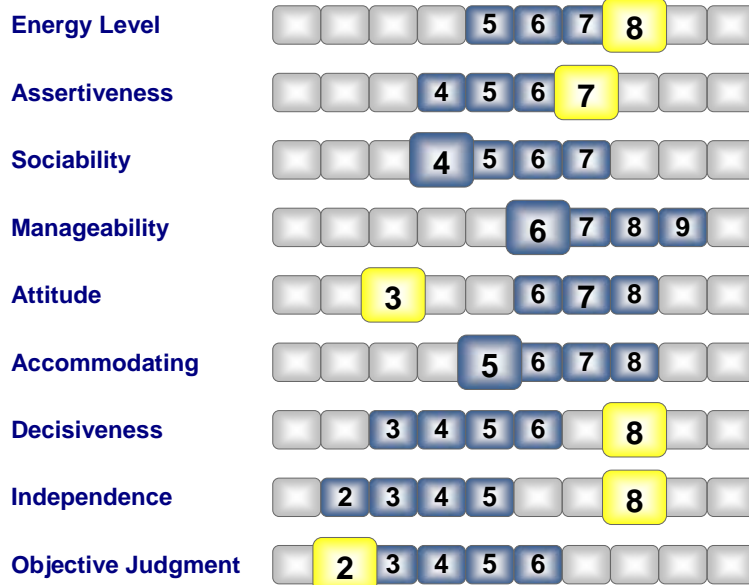 Energy Level 5 6 7 8
Assertiveness 4 5 6 7
Sociability 4 5 6 7
Manageability 6 7 8 9
Attitude 3 6 7 8
Accommodating 5 6 7 8
Decisiveness 3 4 5 6 8
Independence 2 3 4 5 8
Objective Judgment 2 3 4 5 6